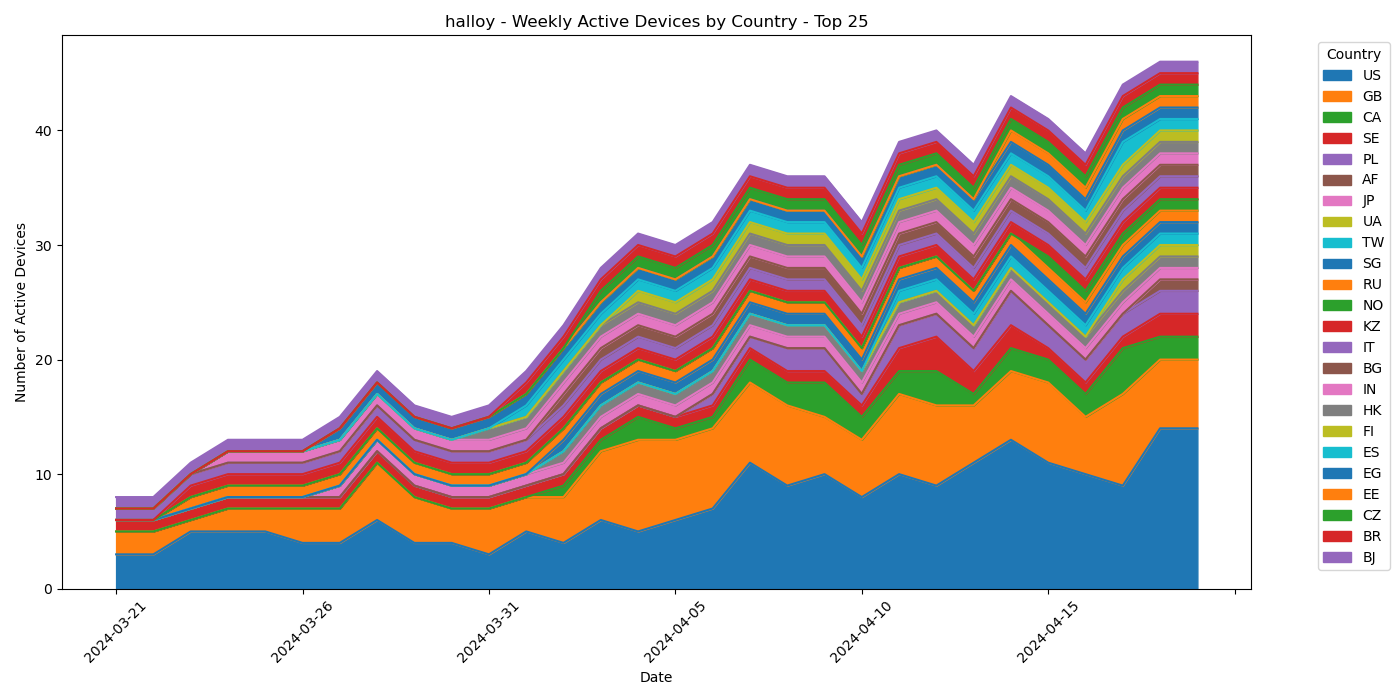 halloy - Weekly Active Devices by Country - Top 25
Number of Active Devices
40
30
20
10
0
2024-03-21
2024-03-26
2024-03-31
2024-04-05
2024-04-10
2024-04-15
Date
Country
US
GB
CA
SE
PL
AF
JP
UA
TW
SG
RU
NO
KZ
IT
BG
IN
HK
FI
ES
EG
EE
CZ
BR
BJ